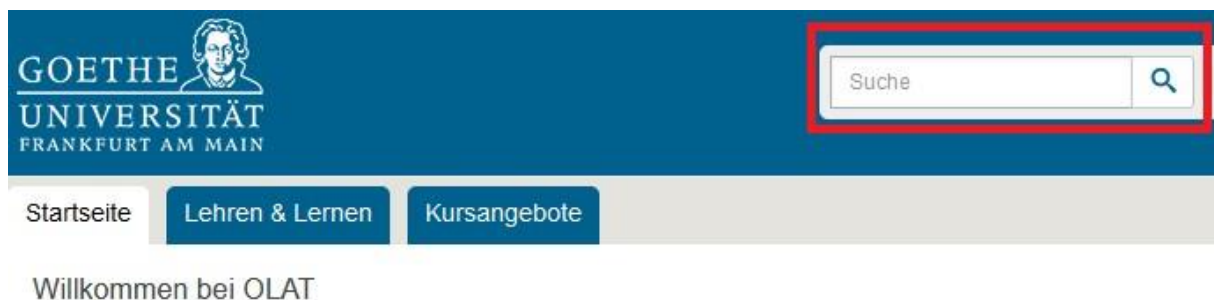 GOETHE
UNIVERSITÄT
FRANKFURT AM MAIN
Suche
Startseite Lehren & Lernen Kursangebote
Willkommen bei OLAT